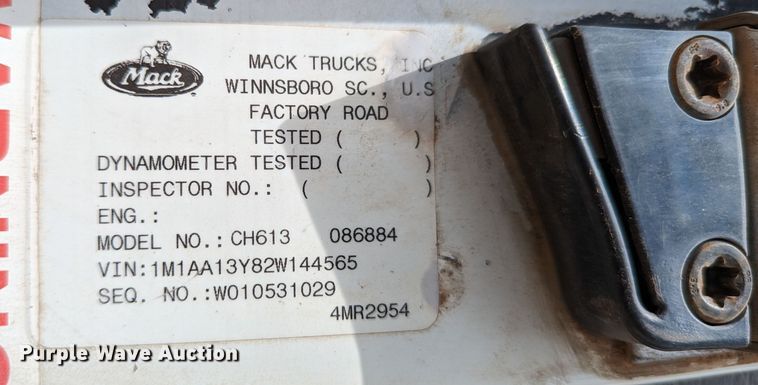 Mack
MACK TRUCKS, INC
WINNSBORO SC., U.S
FACTORY ROAD
TESTED ( )
DYNAMOMETER TESTED ( )
INSPECTOR NO.: ( )
ENG.:
MODEL NO.: CH613 086884
VIN:1M1AA13Y82W144565
SEQ. NO.:W010531029
4MR2954
WARNING
Purple Wave Auction